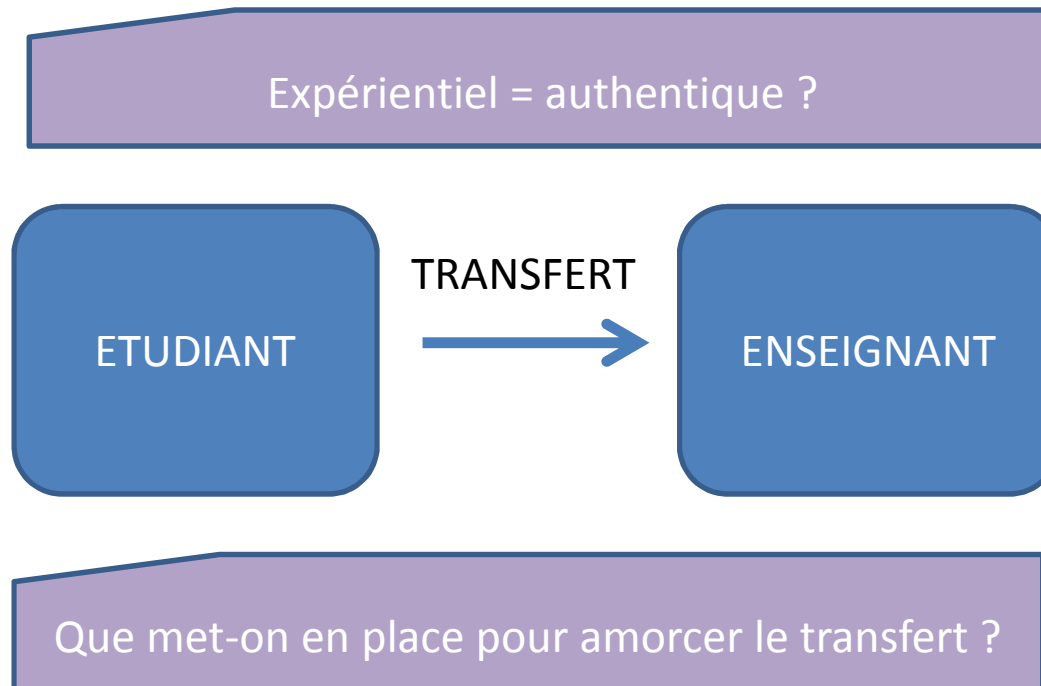 Expérientiel = authentique ?
TRANSFERT
ETUDIANT
ENSEIGNANT
Que met-on en place pour amorcer le transfert ?